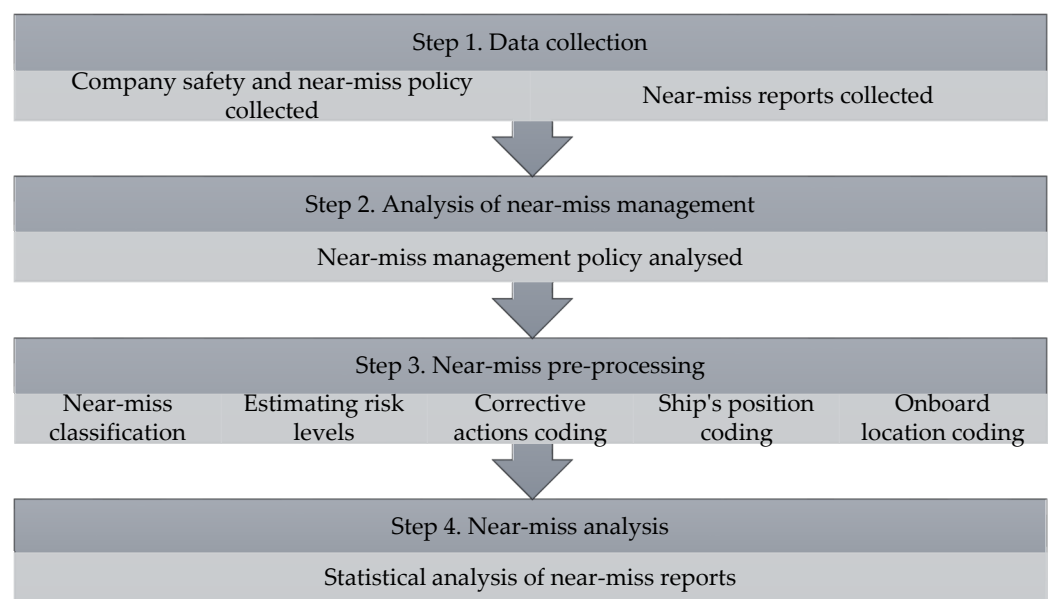 Step 1. Data collection
Company safety and near-miss policy
collected
Near-miss reports collected
Step 2. Analysis of near-miss management
Near-miss management policy analysed
Step 3. Near-miss pre-processing
Near-miss
classification
Estimating risk
levels
Corrective
actions coding
Ship's position
coding
Onboard
location coding
Step 4. Near-miss analysis
Statistical analysis of near-miss reports